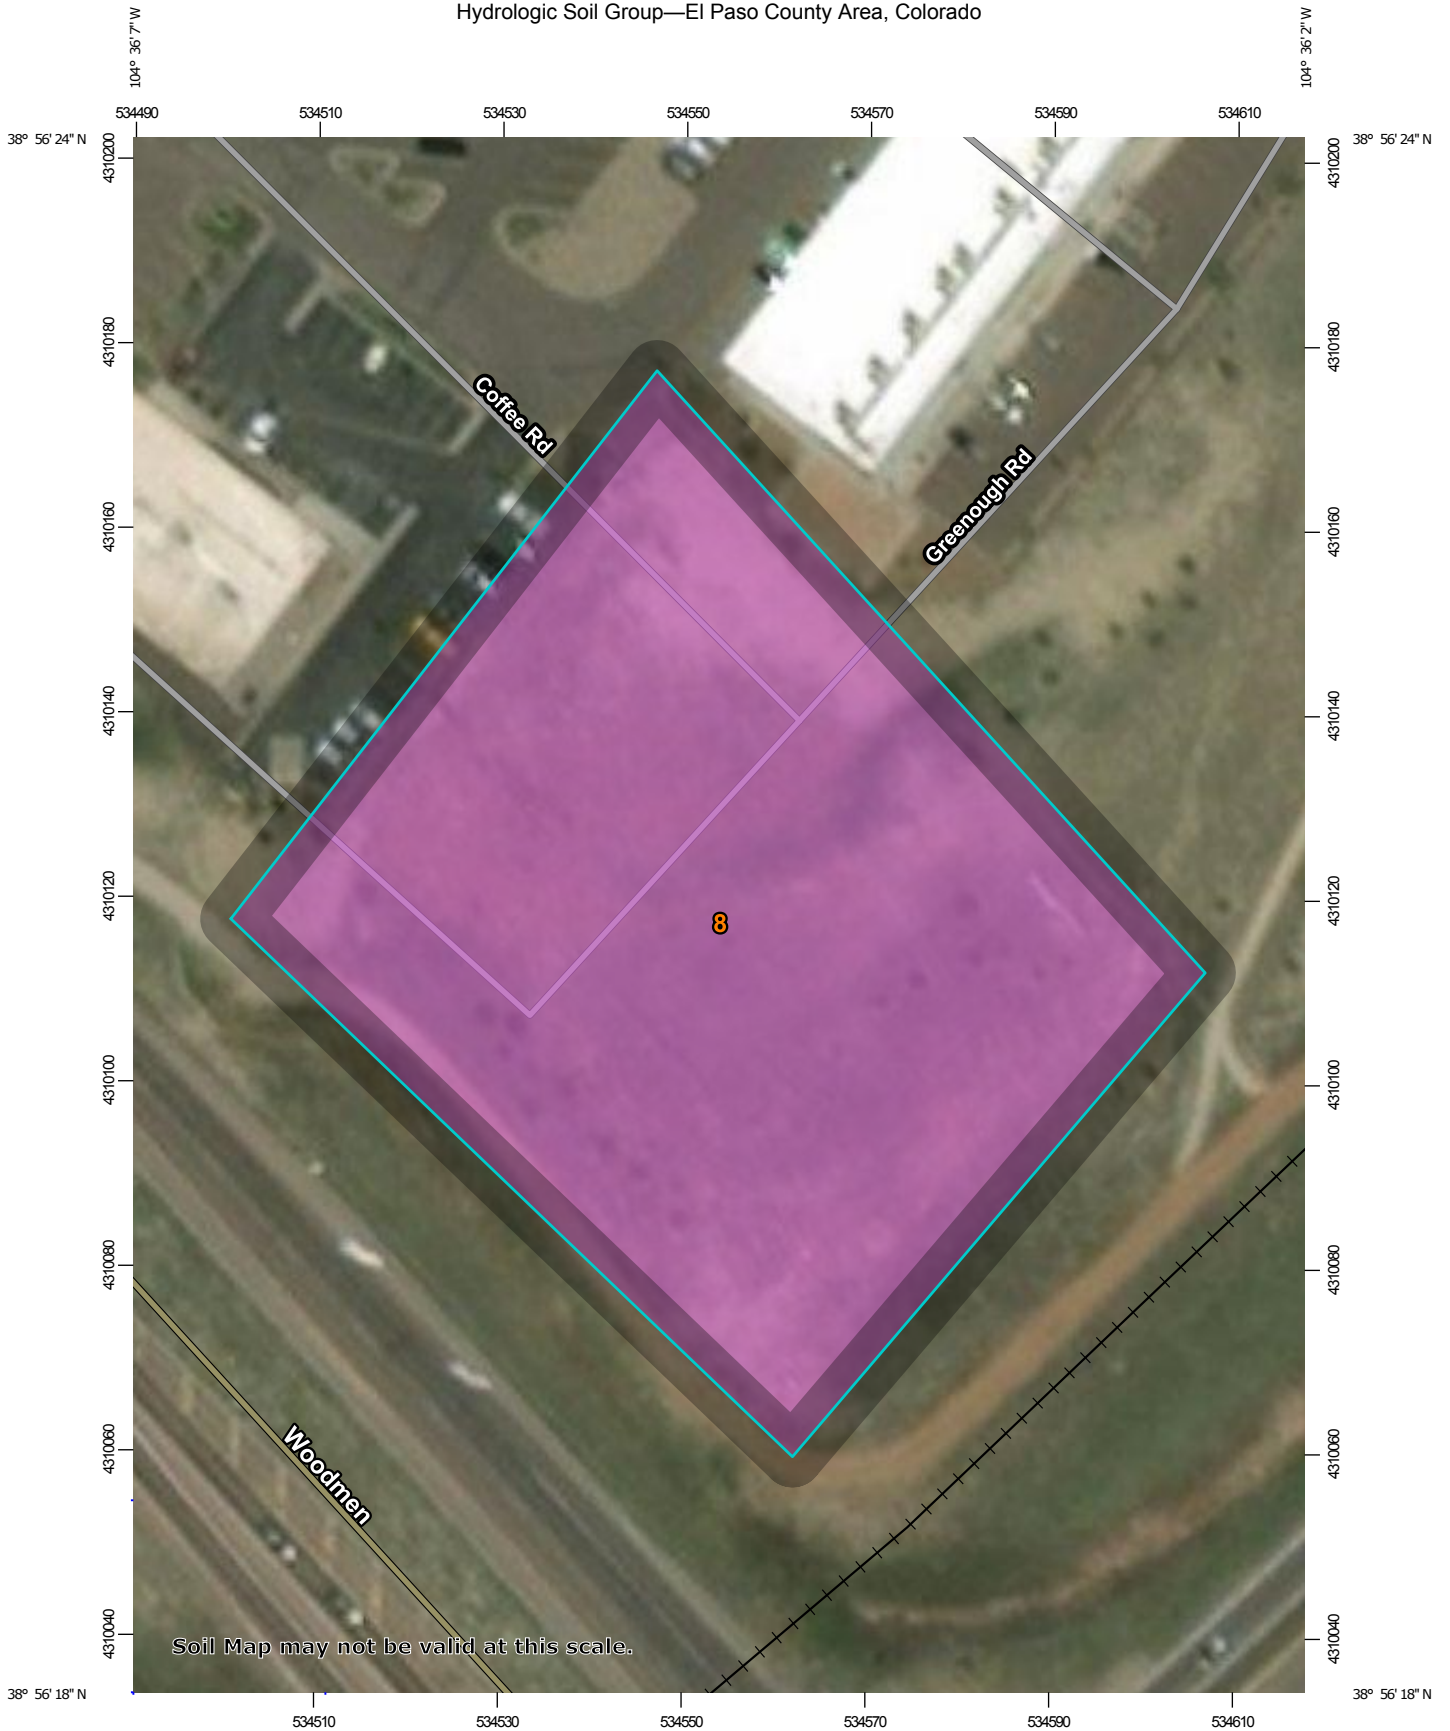 Hydrologic Soil Group—El Paso County Area, Colorado
104° 36' 7" W
104° 36' 2" W
534490 534510 534530 534550 534570 534590 534610
38° 56' 24" N
38° 56' 24" N
4310200
4310200
4310180
4310180
Coffee Rd
Greenough Rd
4310160
4310160
4310140
4310140
4310120
4310120
8
4310100
4310100
4310080
4310080
Woodmen
4310060
4310060
4310040
4310040
Soil Map may not be valid at this scale.
38° 56' 18" N
38° 56' 18" N
534510 534530 534550 534570 534590 534610